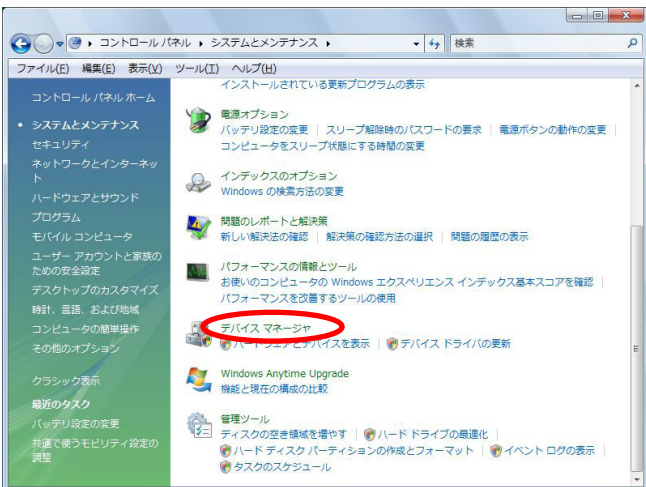 コントロール パネル ▸ システムとメンテナンス ▸
検索
ファイル(F) 編集(E) 表示(V) ツール(T) ヘルプ(H)
コントロール パネル ホーム
• システムとメンテナンス
セキュリティ
ネットワークとインターネッ
ト
ハードウェアとサウンド
プログラム
モバイル コンピュータ
ユーザー アカウントと家族の
ための安全設定
デスクトップのカスタマイズ
時計、言語、および地域
コンピュータの簡単操作
その他のオプション
クラシック表示
最近のタスク
バッテリ設定の変更
共通で使うモビリティ設定の
調整
インストールされている更新プログラムの表示
電源オプション
バッテリ設定の変更 | スリープ解除時のパスワードの要求 | 電源ボタンの動作の変更
コンピュータをスリープ状態にする時間の変更
インデックスのオプション
Windows の検索方法の変更
問題のレポートと解決策
新しい解決法の確認 | 解決策の確認方法の選択 | 問題の履歴の表示
パフォーマンスの情報とツール
お使いのコンピュータの Windows エクスペリエンス インデックス基本スコアを確認
パフォーマンスを改善するツールの使用
デバイス マネージャ
ハードウェアとデバイスを表示 | デバイス ドライバの更新
Windows Anytime Upgrade
機能と現在の構成の比較
管理ツール
ディスクの空き領域を増やす | ハード ドライブの最適化
ハード ディスク パーティションの作成とフォーマット | イベント ログの表示
タスクのスケジュール